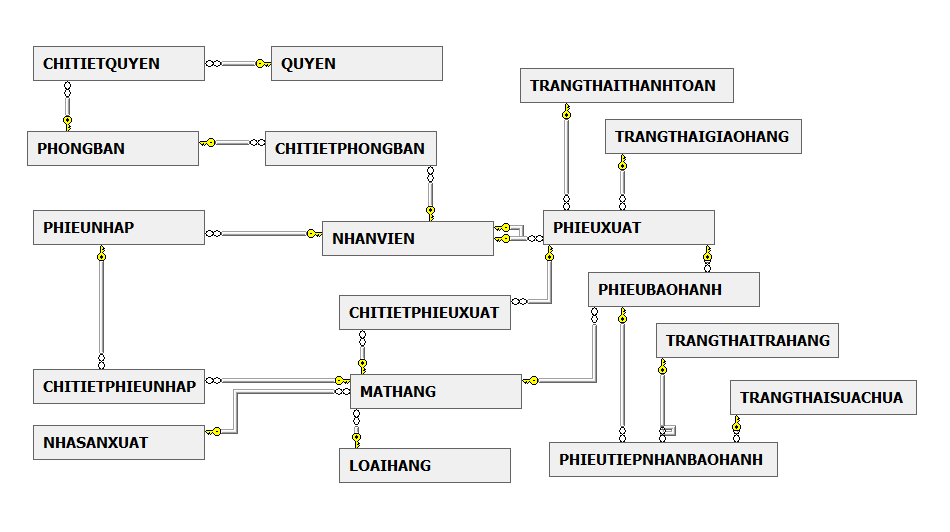 CHITIETQUYEN
QUYEN
TRANGTHAITHANHTOAN
TRANGTHAIGIAOHANG
PHONGBAN
CHITIETPHONGBAN
PHIEUNHAP
NHANVIEN
PHIEUXUAT
PHIEUBAOHANH
CHITIETPHIEUXUAT
TRANGTHAITRAHANG
CHITIETPHIEUNHAP
MATHANG
TRANGTHAISUACHUA
NHASANXUAT
LOAIHANG
PHIEUTIEPNHANBAOHANH